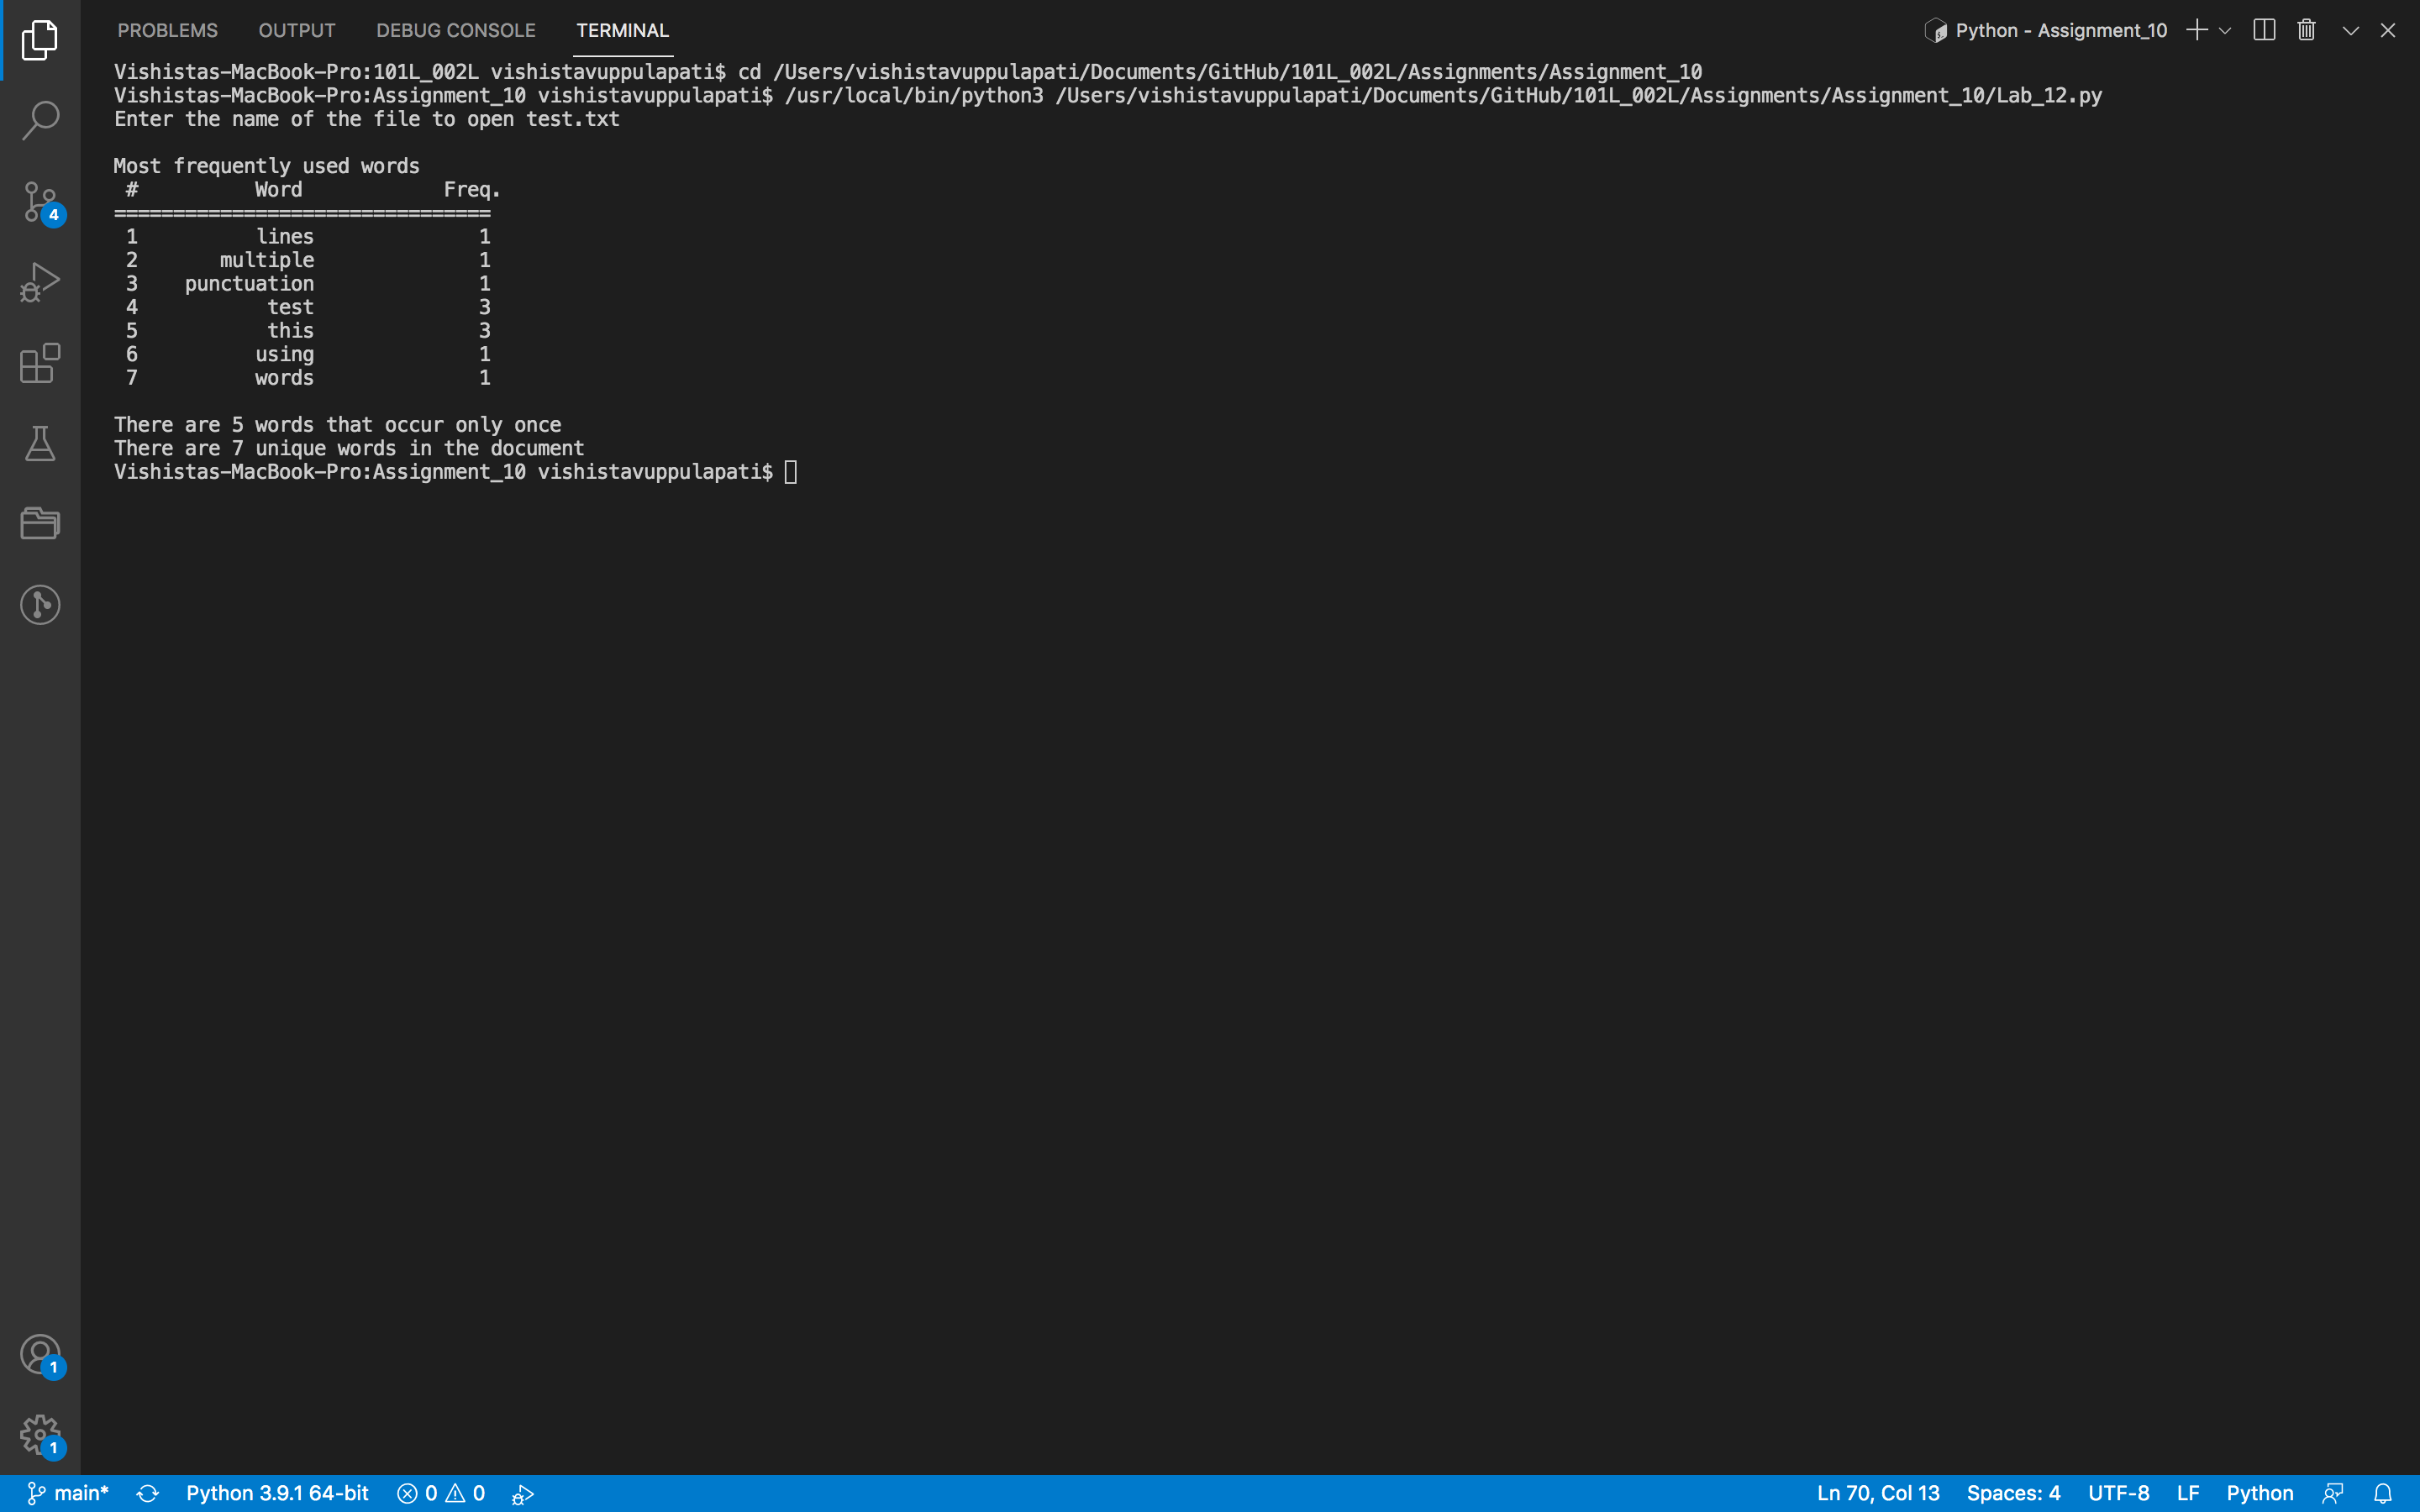 PROBLEMS OUTPUT DEBUG CONSOLE TERMINAL Python - Assignment_10
Vishistas-MacBook-Pro:101L_002L vishistavuppulapati$ cd /Users/vishistavuppulapati/Documents/GitHub/101L_002L/Assignments/Assignment_10
Vishistas-MacBook-Pro:Assignment_10 vishistavuppulapati$ /usr/local/bin/python3 /Users/vishistavuppulapati/Documents/GitHub/101L_002L/Assignments/Assignment_10/Lab_12.py
Enter the name of the file to open test.txt
Most frequently used words
# Word Freq.
================================
1 lines 1
2 multiple 1
3 punctuation 1
4 test 3
5 this 3
6 using 1
7 words 1
There are 5 words that occur only once
There are 7 unique words in the document
Vishistas-MacBook-Pro:Assignment_10 vishistavuppulapati$
4
1
1
main* Python 3.9.1 64-bit 0 0 Ln 70, Col 13 Spaces: 4 UTF-8 LF Python